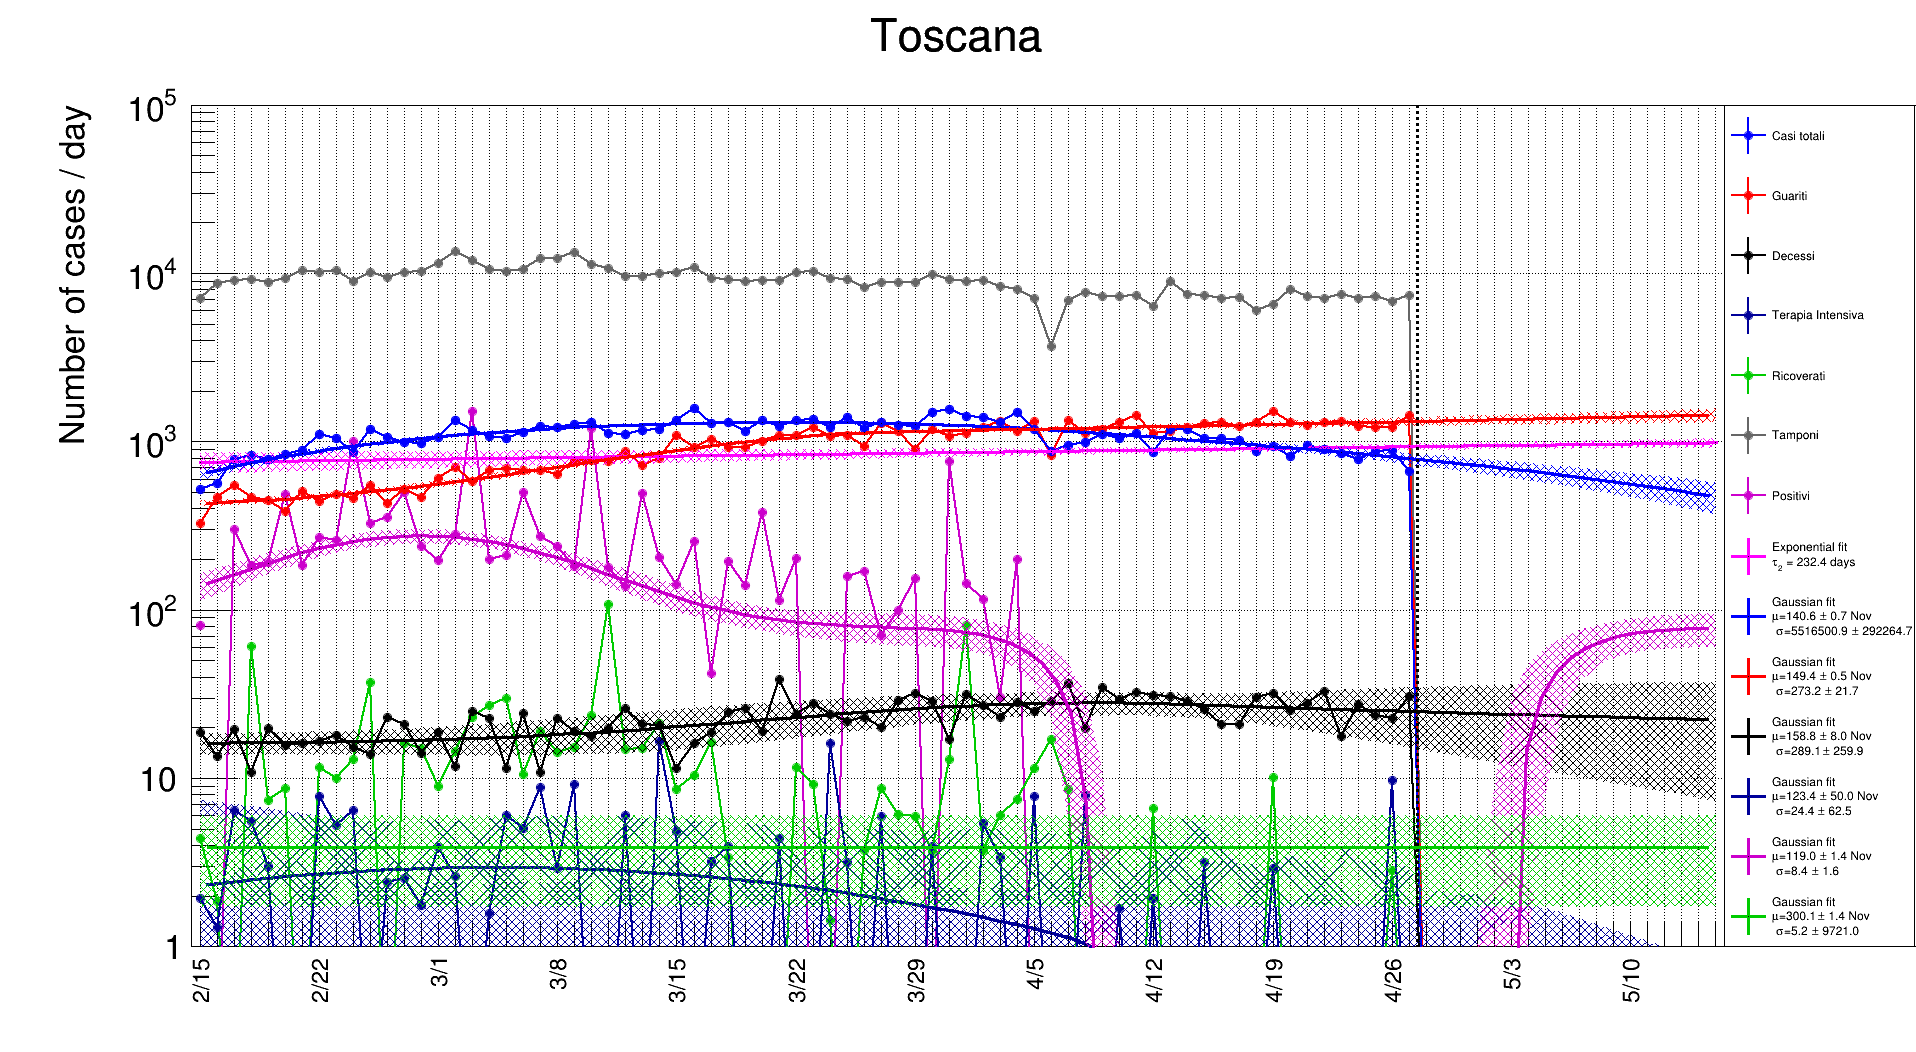 Toscana
Number of cases / day
10^5
10^4
10^3
10^2
10
1
2/15
2/22
3/1
3/8
3/15
3/22
3/29
4/5
4/12
4/19
4/26
5/3
5/10
Casi totali
Guariti
Decessi
Terapia Intensiva
Ricoverati
Tamponi
Positivi
Exponential fit
τ₂ = 232.4 days
Gaussian fit
μ=140.6 ± 0.7 Nov
σ=5516500.9 ± 292264.7
Gaussian fit
μ=149.4 ± 0.5 Nov
σ=273.2 ± 21.7
Gaussian fit
μ=158.8 ± 8.0 Nov
σ=289.1 ± 259.9
Gaussian fit
μ=123.4 ± 50.0 Nov
σ=24.4 ± 62.5
Gaussian fit
μ=119.0 ± 1.4 Nov
σ=8.4 ± 1.6
Gaussian fit
μ=300.1 ± 1.4 Nov
σ=5.2 ± 9721.0